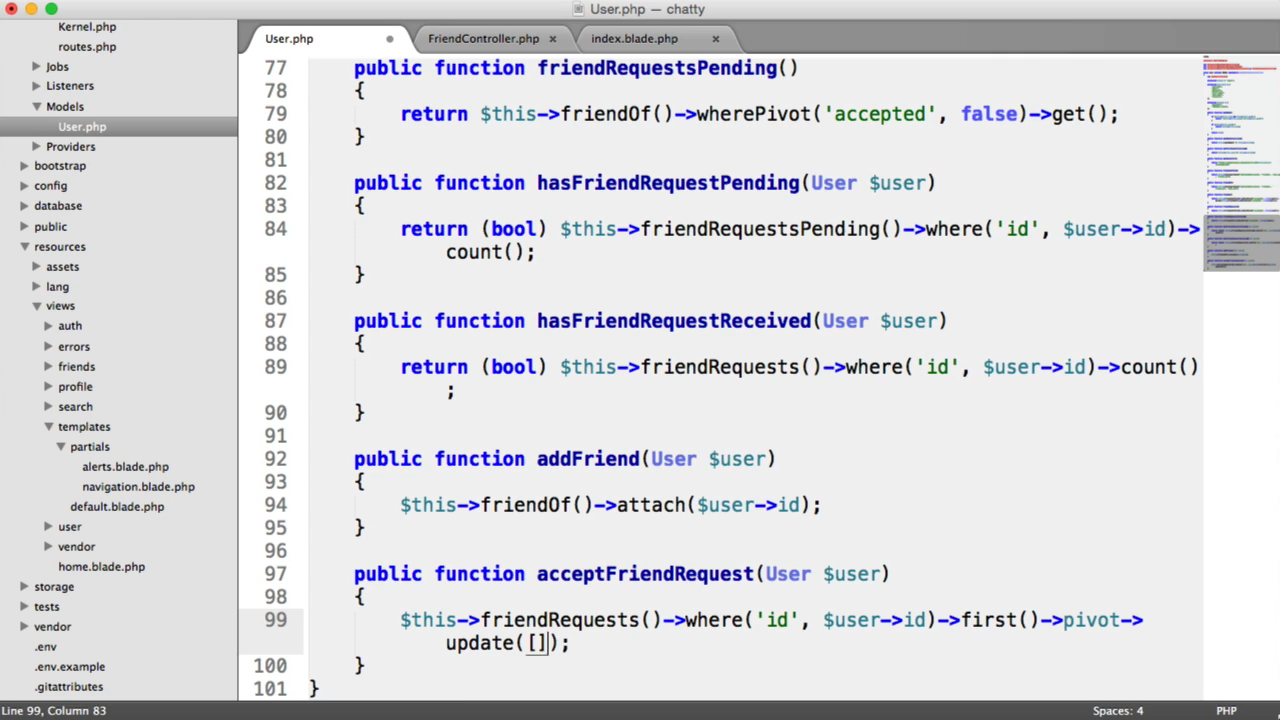 User.php — chatty
Kernel.php
routes.php
Jobs
Listeners
Models
User.php
Providers
bootstrap
config
database
public
resources
assets
lang
views
auth
errors
friends
profile
search
templates
partials
alerts.blade.php
navigation.blade.php
default.blade.php
user
vendor
home.blade.php
storage
tests
vendor
.env
.env.example
.gitattributes
User.php
FriendController.php ×
index.blade.php ×
77 public function friendRequestsPending()
78 {
79 return $this->friendOf()->wherePivot('accepted', false)->get();
80 }
81
82 public function hasFriendRequestPending(User $user)
83 {
84 return (bool) $this->friendRequestsPending()->where('id', $user->id)->
count();
85 }
86
87 public function hasFriendRequestReceived(User $user)
88 {
89 return (bool) $this->friendRequests()->where('id', $user->id)->count()
;
90 }
91
92 public function addFriend(User $user)
93 {
94 $this->friendOf()->attach($user->id);
95 }
96
97 public function acceptFriendRequest(User $user)
98 {
99 $this->friendRequests()->where('id', $user->id)->first()->pivot->
update([]);
100 }
101 }
Line 99, Column 83
Spaces: 4
PHP